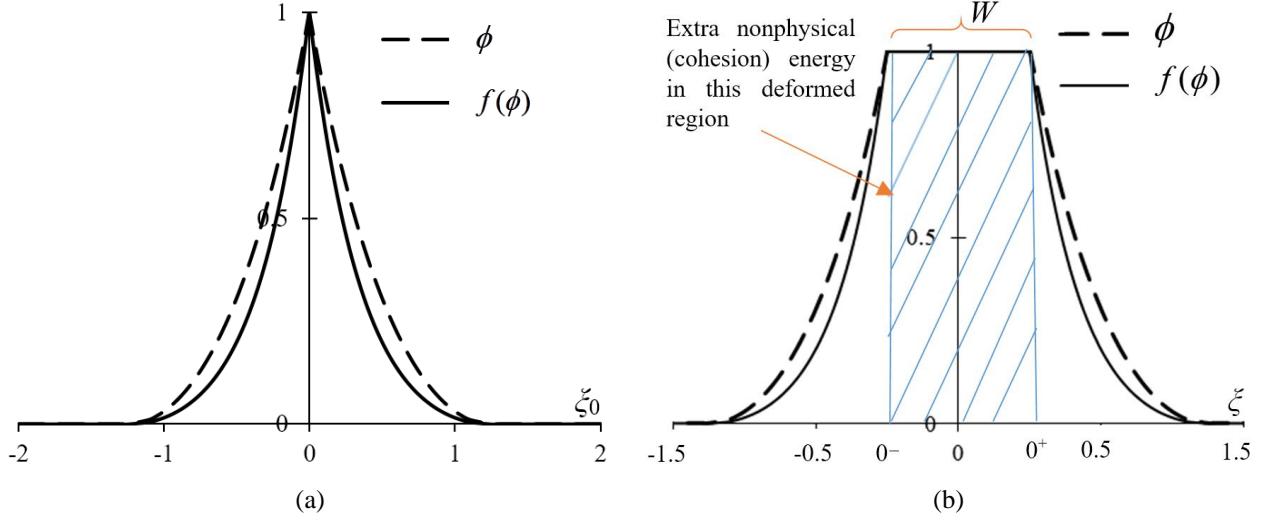 1
ϕ
f(ϕ)
0.5
0
ξ0
-2
-1
0
1
2
(a)
Extra nonphysical
(cohesion) energy
in this deformed
region
W
ϕ
f(ϕ)
1
0.5
0
ξ
-1.5
-0.5
0⁻
0
0⁺
0.5
1.5
(b)